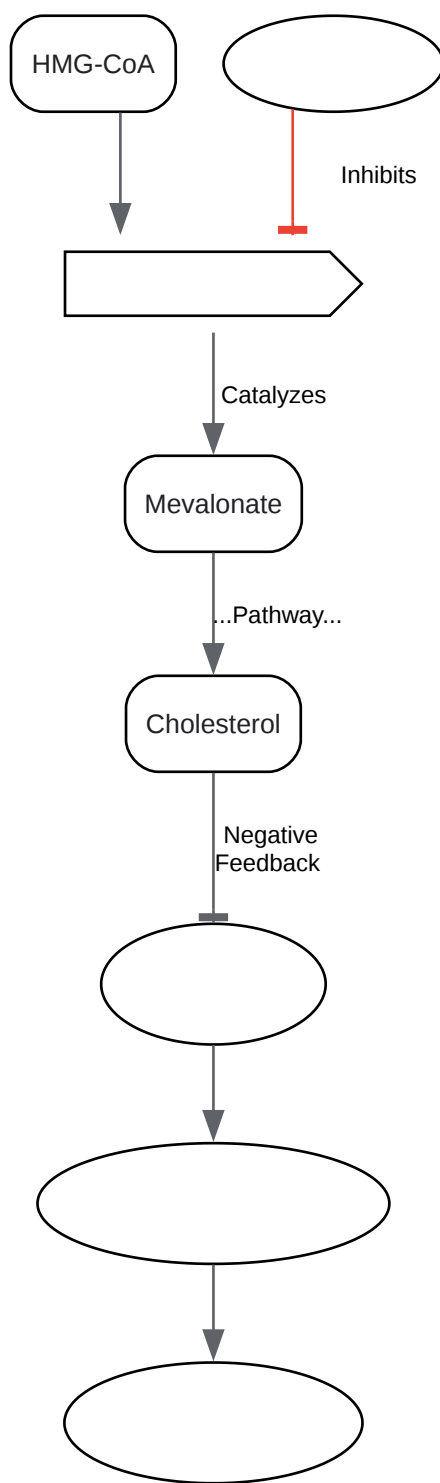 HMG-CoA
Inhibits
Catalyzes
Mevalonate
...Pathway...
Cholesterol
Negative
Feedback